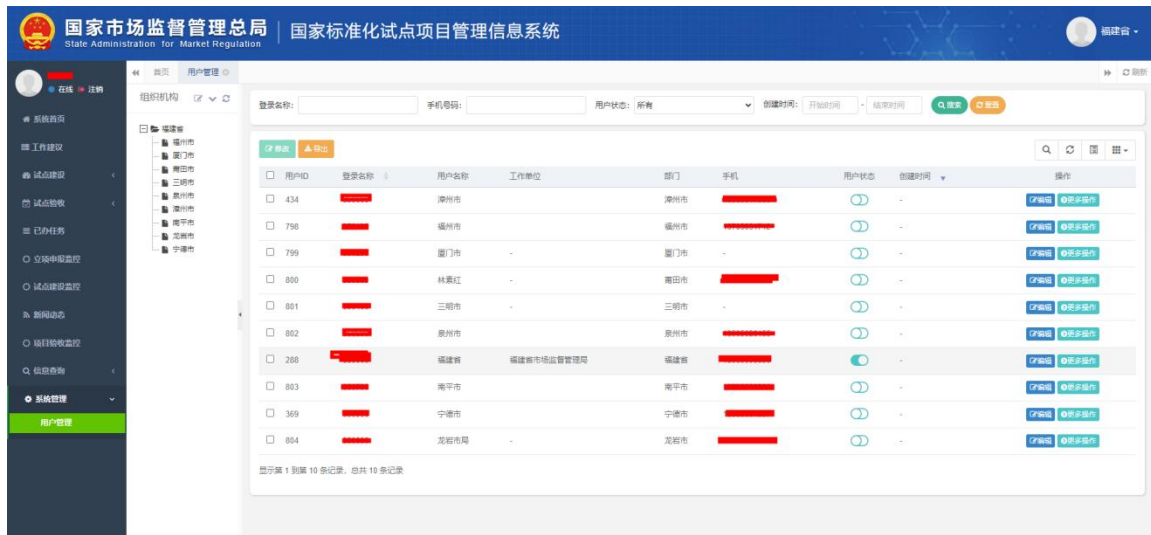 国家市场监督管理总局 国家标准化试点项目管理信息系统
State Administration for Market Regulation
福建省
在线 注销
首页 用户管理 刷新
系统首页
工作建议
试点建设
试点验收
已办任务
立项申报监控
试点建设监控
新闻动态
项目验收监控
信息查询
系统管理
用户管理
组织机构
福建省
福州市
厦门市
莆田市
三明市
泉州市
漳州市
南平市
龙岩市
宁德市
登录名称: 手机号码: 用户状态: 所有 创建时间: 开始时间 - 结束时间 搜索 重置
修改 导出
用户ID 登录名称 用户名称 工作单位 部门 手机 用户状态 创建时间 操作
434 漳州市 漳州市 - 编辑 更多操作
798 福州市 福州市 - 编辑 更多操作
799 厦门市 - 厦门市 - - 编辑 更多操作
800 林素红 - 莆田市 - 编辑 更多操作
801 三明市 - 三明市 - - 编辑 更多操作
802 泉州市 - 泉州市 - 编辑 更多操作
288 福建省 福建省市场监督管理局 福建省 - 编辑 更多操作
803 南平市 南平市 - 编辑 更多操作
369 宁德市 宁德市 - 编辑 更多操作
804 龙岩市局 - 龙岩市 - 编辑 更多操作
显示第 1 到第 10 条记录，总共 10 条记录